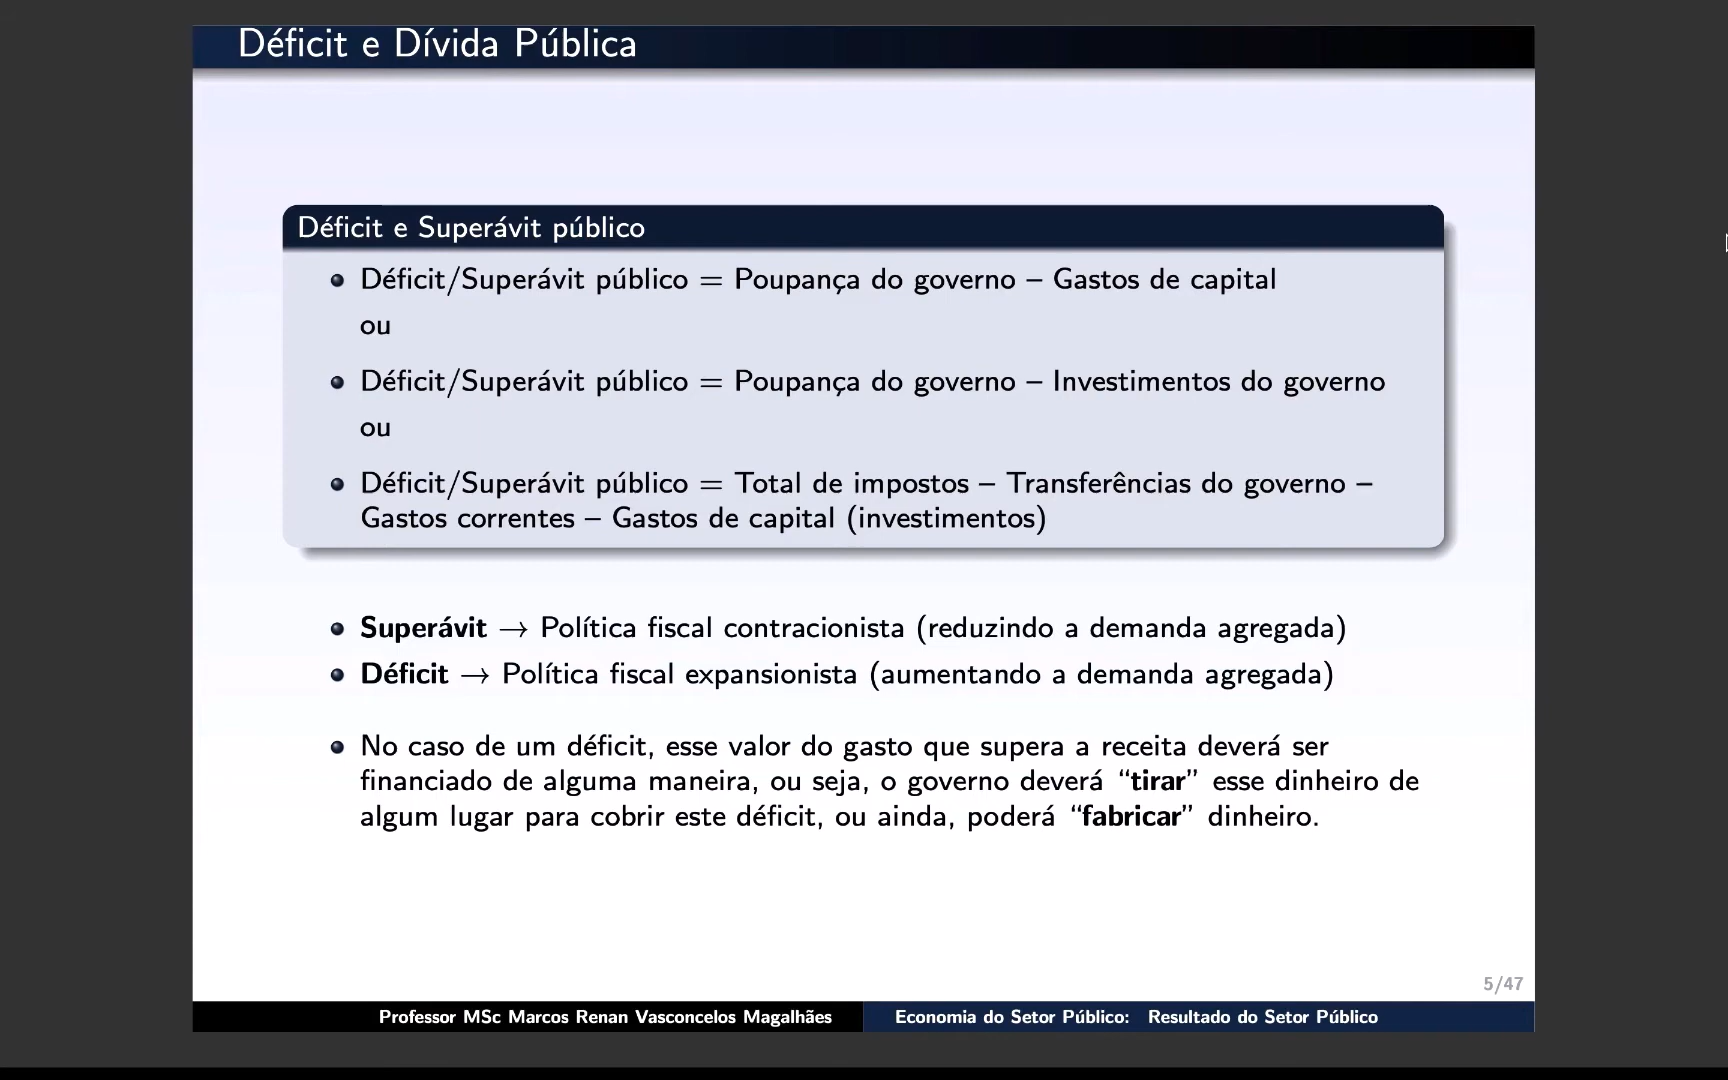 Déficit e Dívida Pública
Déficit e Superávit público
Déficit/Superávit público = Poupança do governo – Gastos de capital
ou
Déficit/Superávit público = Poupança do governo – Investimentos do governo
ou
Déficit/Superávit público = Total de impostos – Transferências do governo –
Gastos correntes – Gastos de capital (investimentos)
Superávit → Política fiscal contracionista (reduzindo a demanda agregada)
Déficit → Política fiscal expansionista (aumentando a demanda agregada)
No caso de um déficit, esse valor do gasto que supera a receita deverá ser
financiado de alguma maneira, ou seja, o governo deverá “tirar” esse dinheiro de
algum lugar para cobrir este déficit, ou ainda, poderá “fabricar” dinheiro.
5/47
Professor MSc Marcos Renan Vasconcelos Magalhães
Economia do Setor Público: Resultado do Setor Público